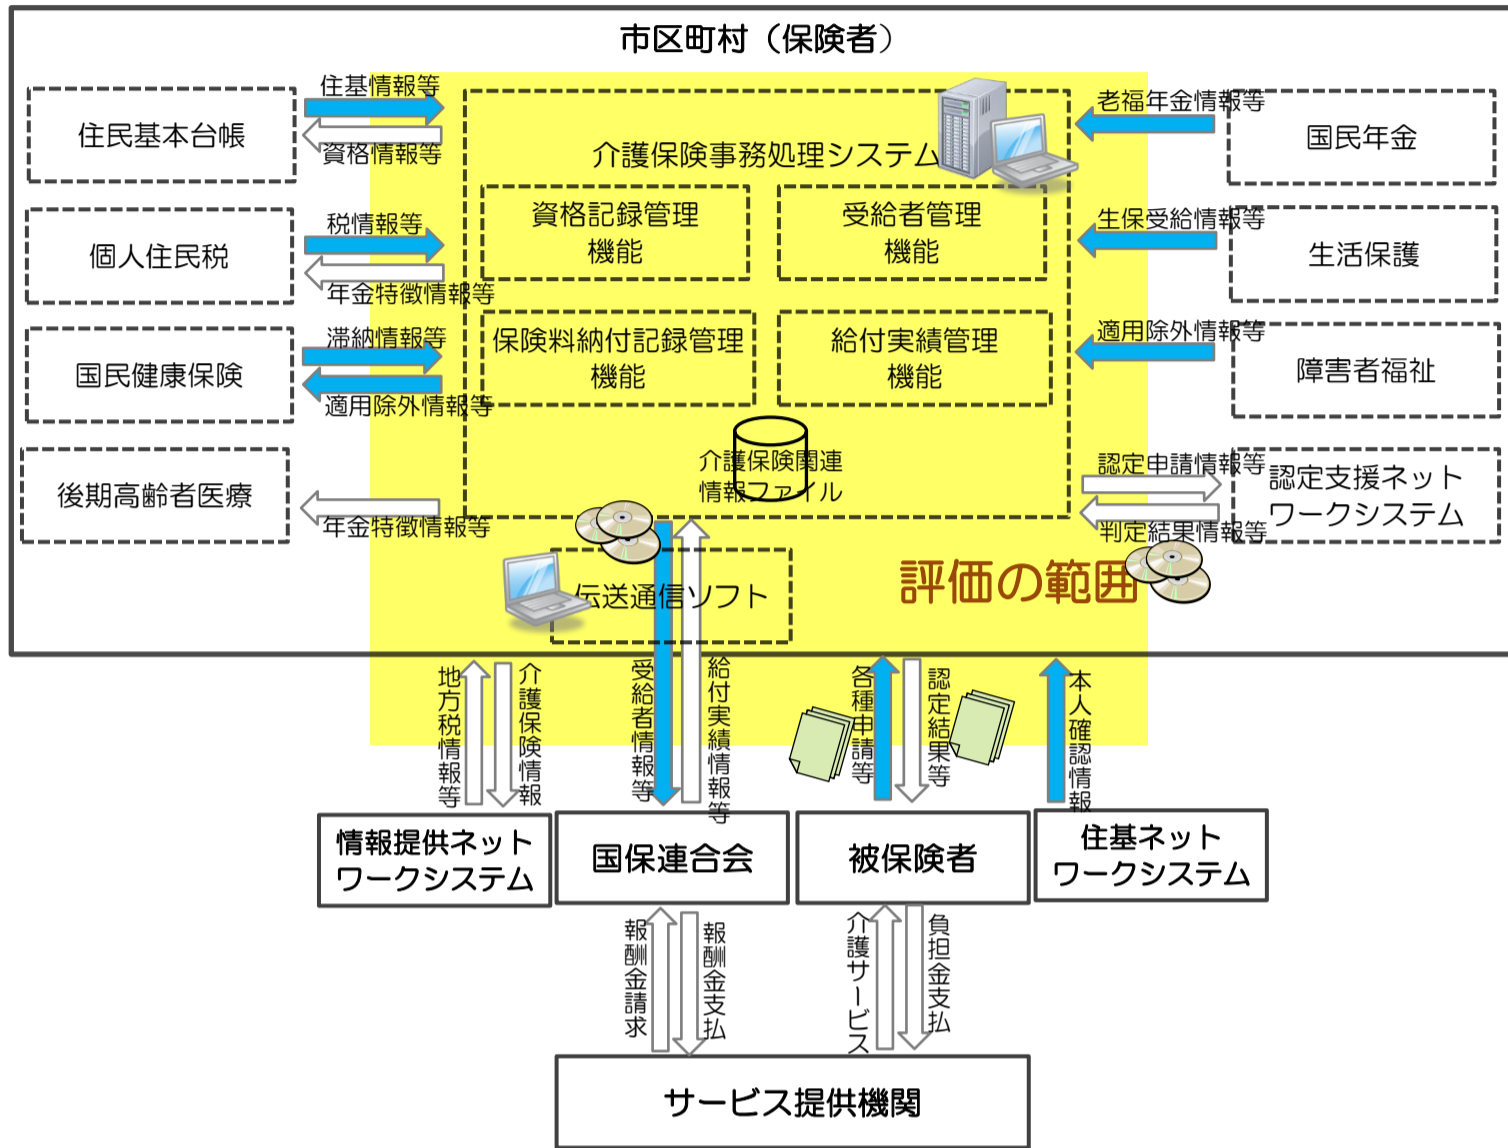 市区町村（保険者）
住民基本台帳
住基情報等
資格情報等
個人住民税
税情報等
年金特徴情報等
国民健康保険
滞納情報等
適用除外情報等
後期高齢者医療
年金特徴情報等
介護保険事務処理システム
資格記録管理
機能
受給者管理
機能
保険料納付記録管理
機能
給付実績管理
機能
介護保険関連
情報ファイル
伝送通信ソフト
評価の範囲
老福年金情報等
国民年金
生保受給情報等
生活保護
適用除外情報等
障害者福祉
認定申請情報等
判定結果情報等
認定支援ネット
ワークシステム
地方税情報等
介護保険情報
受給者情報等
給付実績情報等
各種申請等
認定結果等
本人確認情報
情報提供ネット
ワークシステム
国保連合会
被保険者
住基ネット
ワークシステム
報酬金請求
報酬金支払
介護サービス
負担金支払
サービス提供機関